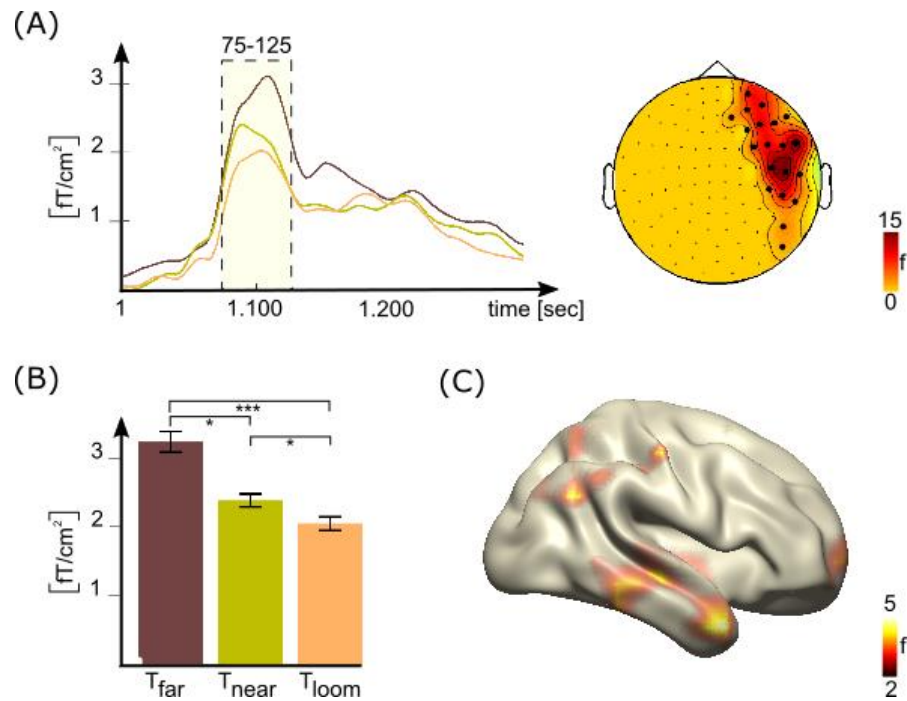 (A)
75-125
3
2
1
[fT/cm²]
1
1.100
1.200
time [sec]
15
f
0
(B)
***
*
*
3
2
1
[fT/cm²]
T_far
T_near
T_loom
(C)
5
f
2